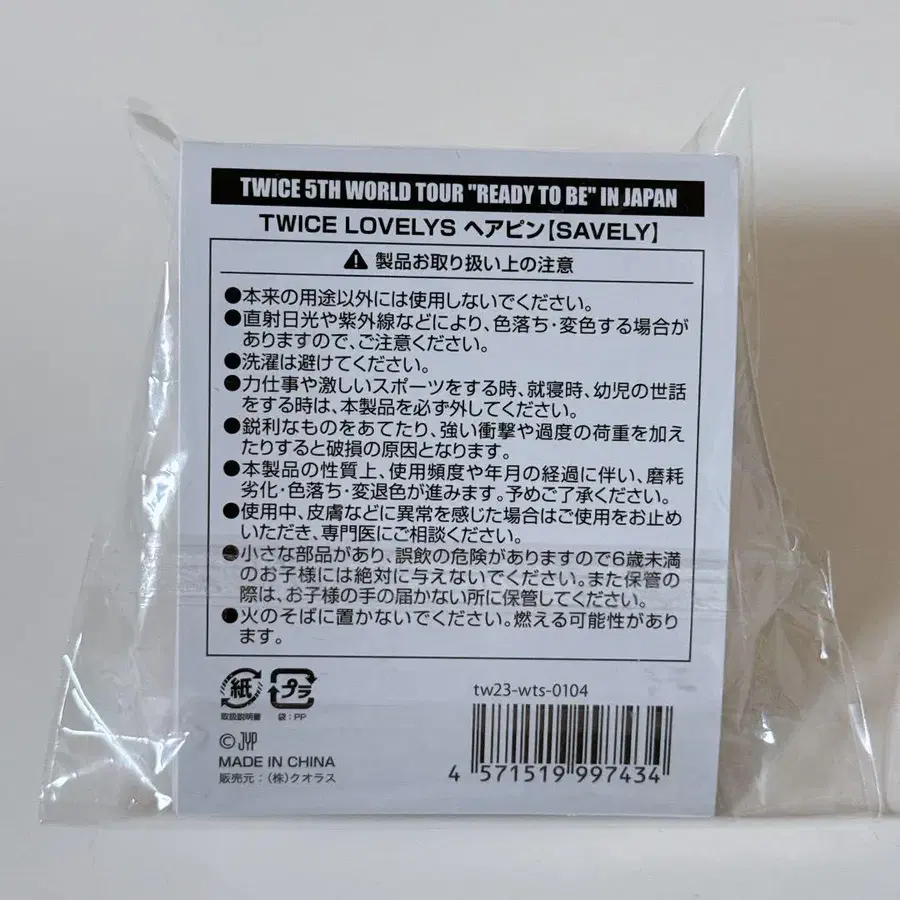 TWICE 5TH WORLD TOUR "READY TO BE" IN JAPAN
TWICE LOVELYS ヘアピン【SAVELY】
製品お取り扱い上の注意
●本来の用途以外には使用しないでください。
●直射日光や紫外線などにより、色落ち・変色する場合が
ありますので、ご注意ください。
●洗濯は避けてください。
●力仕事や激しいスポーツをする時、就寝時、幼児の世話
をする時は、本製品を必ず外してください。
●鋭利なものをあてたり、強い衝撃や過度の荷重を加え
たりすると破損の原因となります。
●本製品の性質上、使用頻度や年月の経過に伴い、磨耗
劣化・色落ち・変退色が進みます。予めご了承ください。
●使用中、皮膚などに異常を感じた場合はご使用をお止め
いただき、専門医にご相談ください。
●小さな部品があり、誤飲の危険がありますので6歳未満
のお子様には絶対に与えないでください。また保管の
際は、お子様の手の届かない所に保管してください。
●火のそばに置かないでください。燃える可能性があり
ます。
紙 プラ
取扱説明書 袋:PP
tw23-wts-0104
© JYP
MADE IN CHINA
販売元:(株)クオラス
4 571519 997434